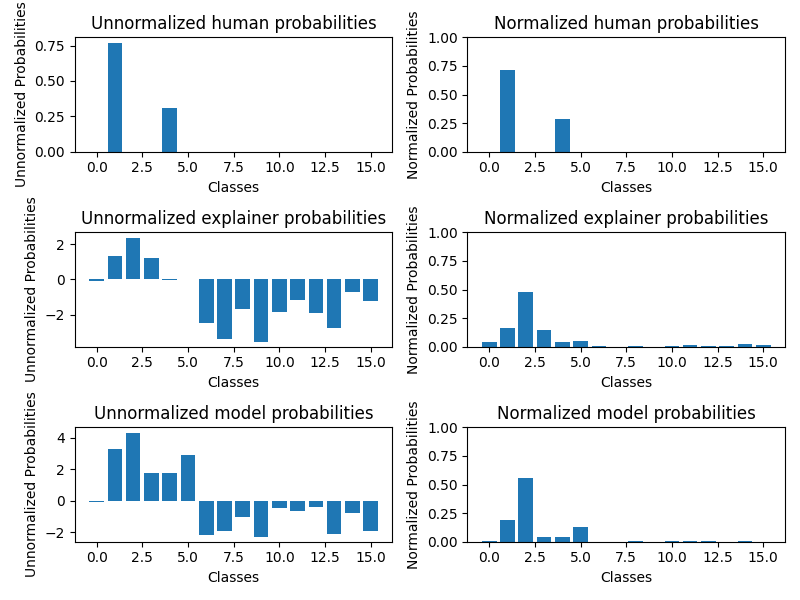 Unnormalized human probabilities
Unnormalized Probabilities
0.75
0.50
0.25
0.00
0.0 2.5 5.0 7.5 10.0 12.5 15.0
Classes
Normalized human probabilities
Normalized Probabilities
1.00
0.75
0.50
0.25
0.00
0.0 2.5 5.0 7.5 10.0 12.5 15.0
Classes
Unnormalized explainer probabilities
Unnormalized Probabilities
2
0
−2
0.0 2.5 5.0 7.5 10.0 12.5 15.0
Classes
Normalized explainer probabilities
Normalized Probabilities
1.00
0.75
0.50
0.25
0.00
0.0 2.5 5.0 7.5 10.0 12.5 15.0
Classes
Unnormalized model probabilities
Unnormalized Probabilities
4
2
0
−2
0.0 2.5 5.0 7.5 10.0 12.5 15.0
Classes
Normalized model probabilities
Normalized Probabilities
1.00
0.75
0.50
0.25
0.00
0.0 2.5 5.0 7.5 10.0 12.5 15.0
Classes